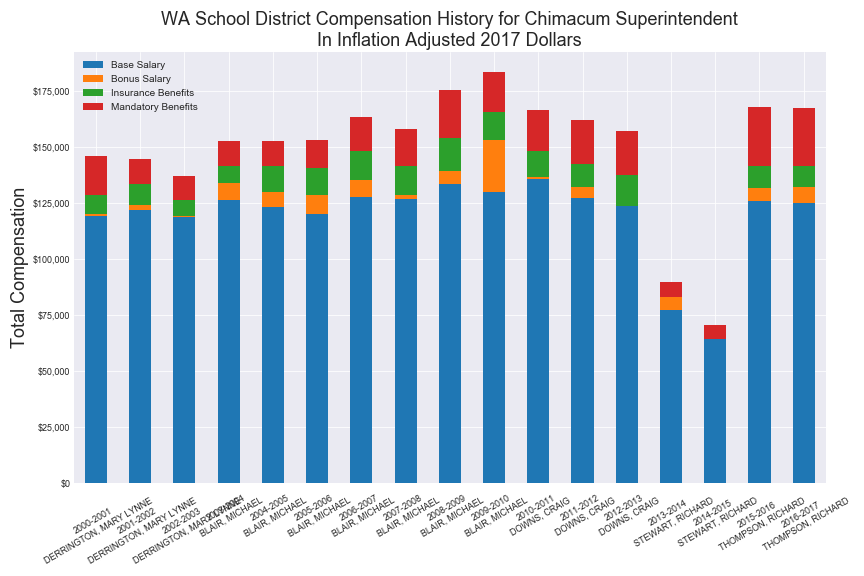 WA School District Compensation History for Chimacum Superintendent
In Inflation Adjusted 2017 Dollars
Base Salary
Bonus Salary
Insurance Benefits
Mandatory Benefits
Total Compensation
$175,000
$150,000
$125,000
$100,000
$75,000
$50,000
$25,000
$0
2000-2001
DERRINGTON, MARY LYNNE
2001-2002
DERRINGTON, MARY LYNNE
2002-2003
DERRINGTON, MARY LYNNE
2003-2004
BLAIR, MICHAEL
2004-2005
BLAIR, MICHAEL
2005-2006
BLAIR, MICHAEL
2006-2007
BLAIR, MICHAEL
2007-2008
BLAIR, MICHAEL
2008-2009
BLAIR, MICHAEL
2009-2010
BLAIR, MICHAEL
2010-2011
DOWNS, CRAIG
2011-2012
DOWNS, CRAIG
2012-2013
DOWNS, CRAIG
2013-2014
STEWART ,RICHARD
2014-2015
STEWART ,RICHARD
2015-2016
THOMPSON, RICHARD
2016-2017
THOMPSON, RICHARD